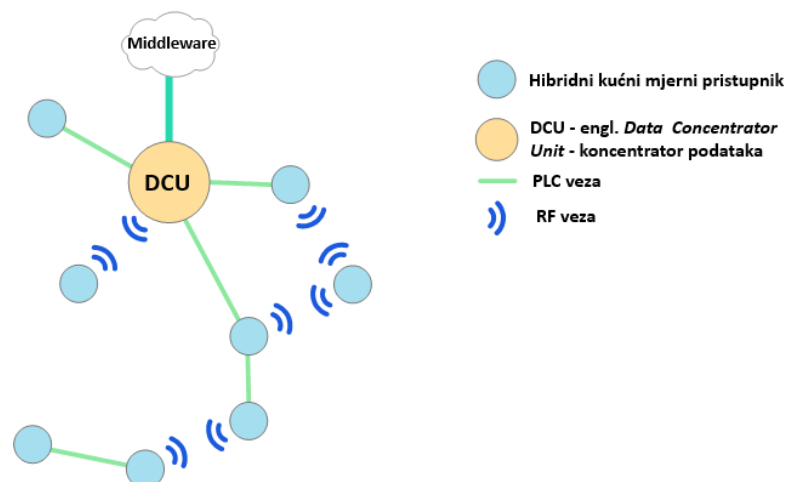 Middleware
DCU
Hibridni kućni mjerni pristupnik
DCU - engl. Data Concentrator
Unit - koncentrator podataka
PLC veza
RF veza